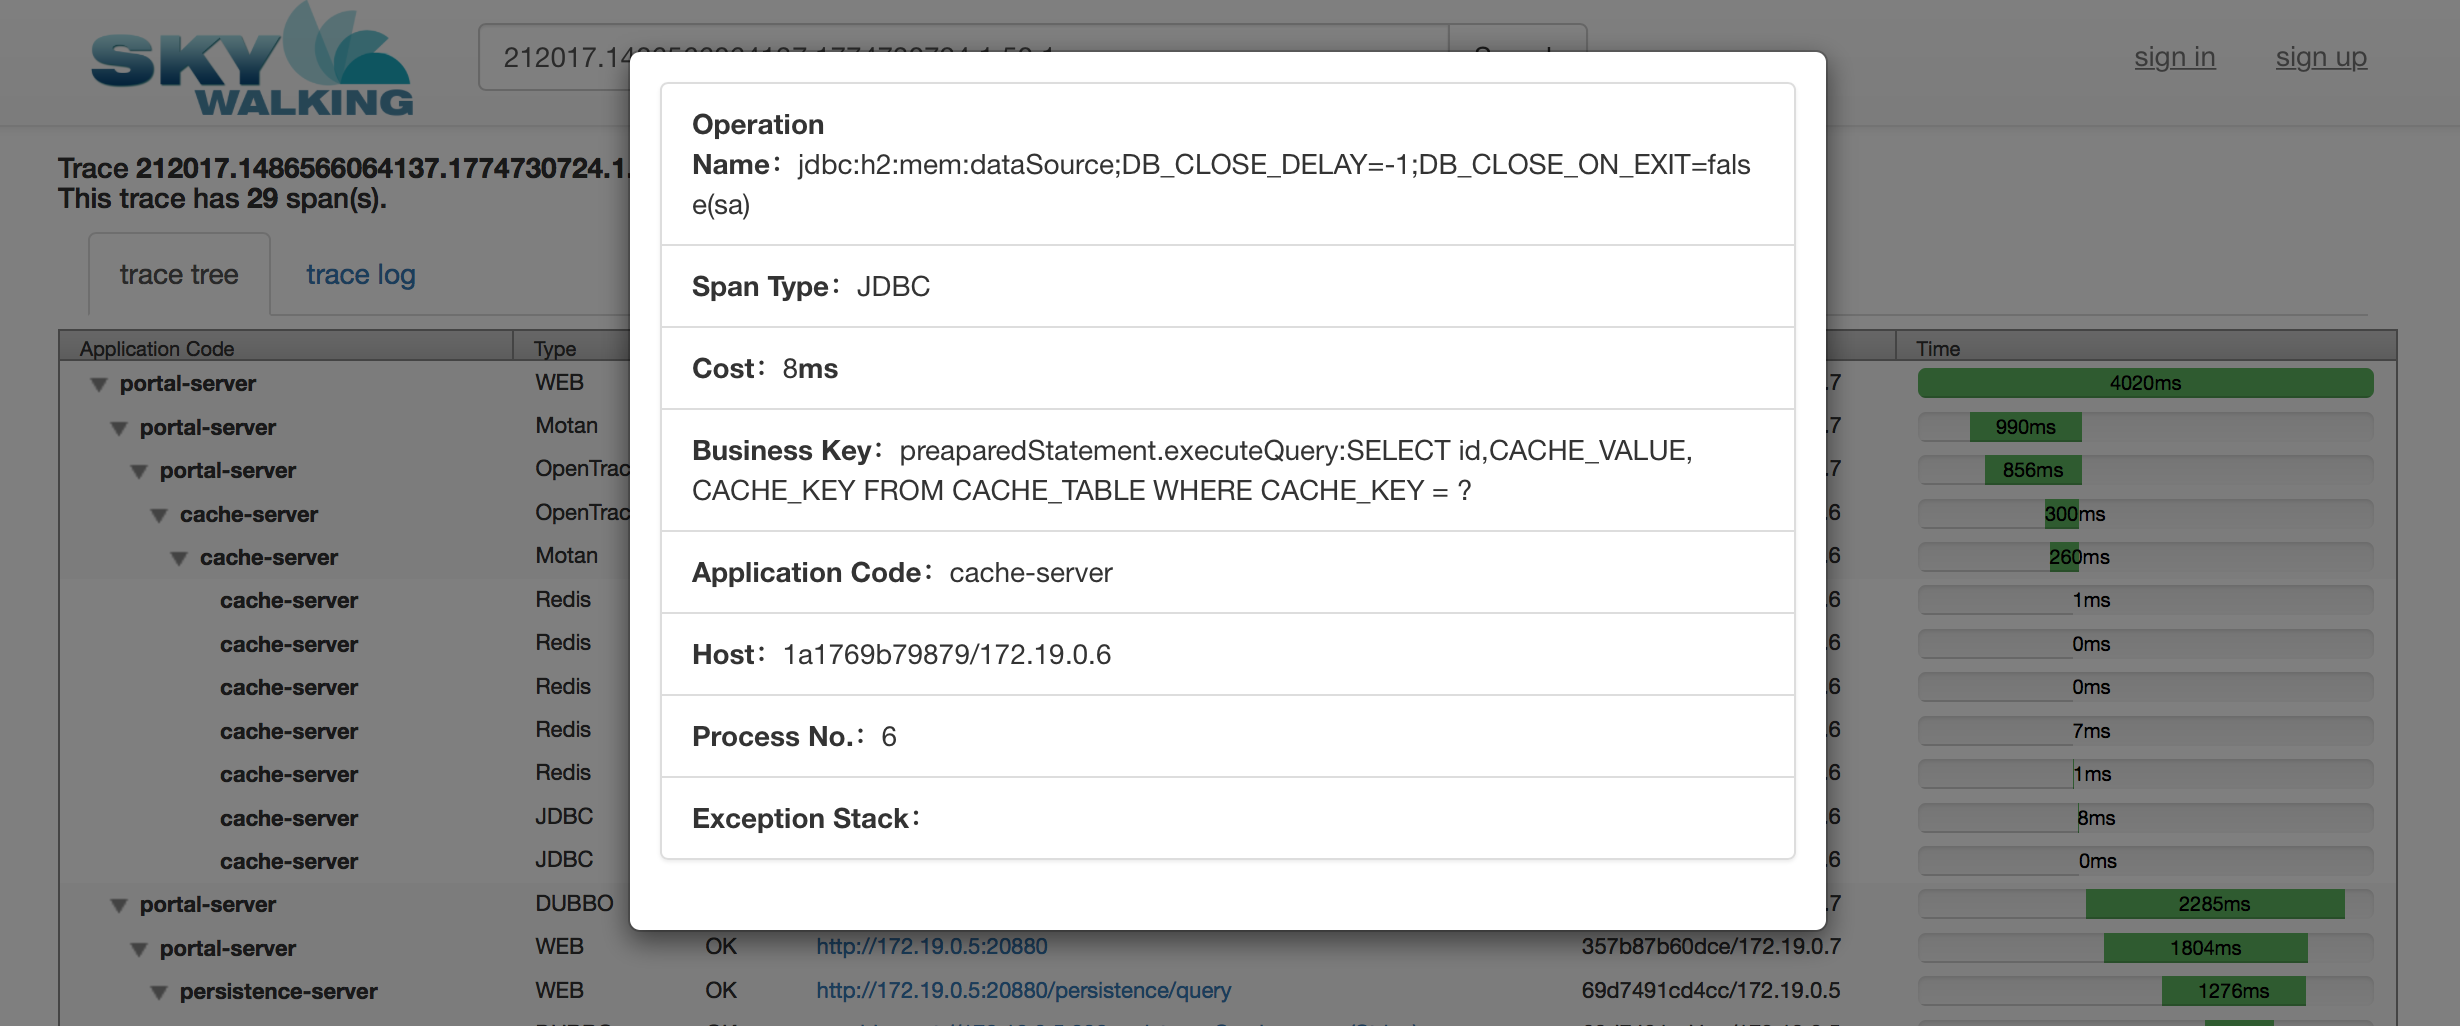 SKY WALKING
212017.14
sign in
sign up
Trace 212017.1486566064137.1774730724.1.
This trace has 29 span(s).
trace tree
trace log
Application Code
Type
Time
portal-server WEB .7 4020ms
portal-server Motan .7 990ms
portal-server OpenTrac .7 856ms
cache-server OpenTrac .6 300ms
cache-server Motan .6 260ms
cache-server Redis .6 1ms
cache-server Redis .6 0ms
cache-server Redis .6 0ms
cache-server Redis .6 7ms
cache-server Redis .6 1ms
cache-server JDBC .6 8ms
cache-server JDBC .6 0ms
portal-server DUBBO .7 2285ms
portal-server WEB OK http://172.19.0.5:20880 357b87b60dce/172.19.0.7 1804ms
persistence-server WEB OK http://172.19.0.5:20880/persistence/query 69d7491cd4cc/172.19.0.5 1276ms
Operation
Name：jdbc:h2:mem:dataSource;DB_CLOSE_DELAY=-1;DB_CLOSE_ON_EXIT=fals
e(sa)
Span Type：JDBC
Cost：8ms
Business Key：preaparedStatement.executeQuery:SELECT id,CACHE_VALUE,
CACHE_KEY FROM CACHE_TABLE WHERE CACHE_KEY = ?
Application Code：cache-server
Host：1a1769b79879/172.19.0.6
Process No.：6
Exception Stack：